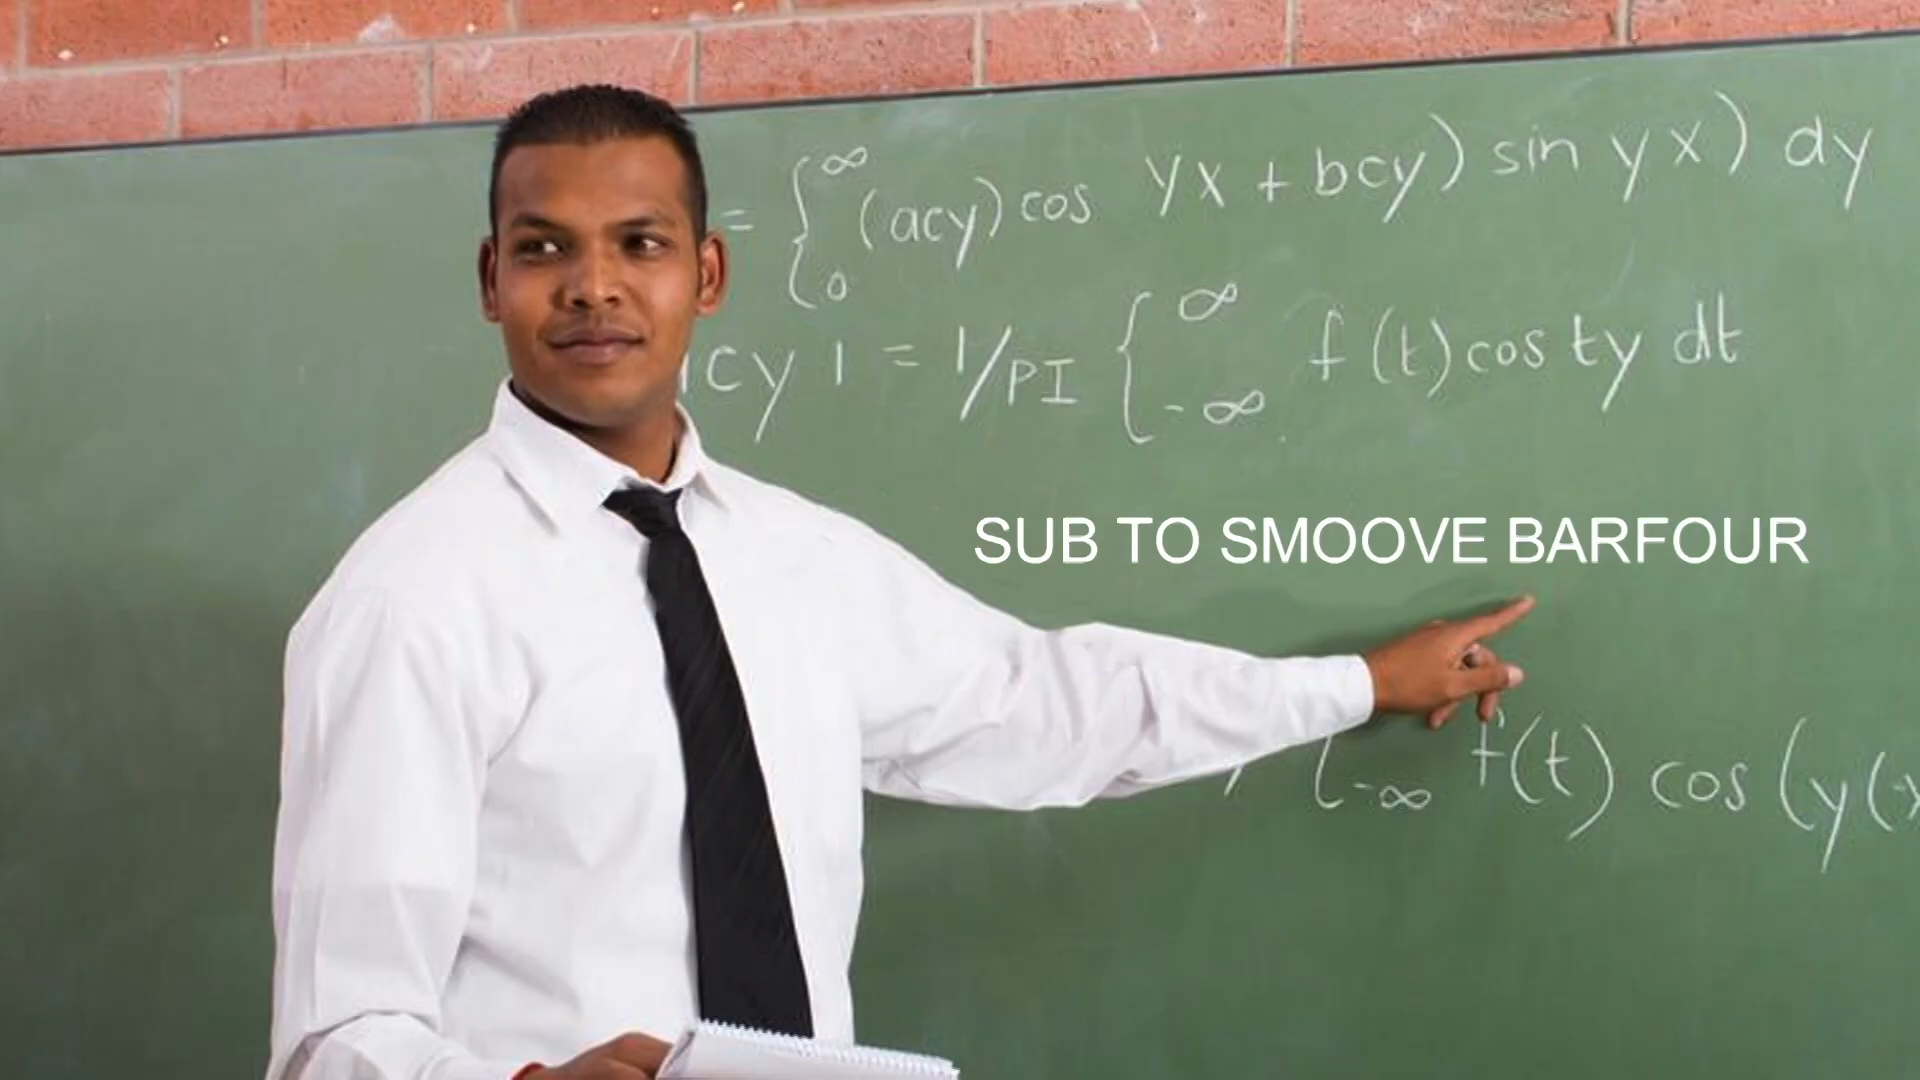 = { ∞ 0 (acy) cos yx + bcy) sin yx) dy
cy 1 = 1/PI { ∞ -∞ f (t) cos ty dt
SUB TO SMOOVE BARFOUR
-∞ f(t) cos (y(